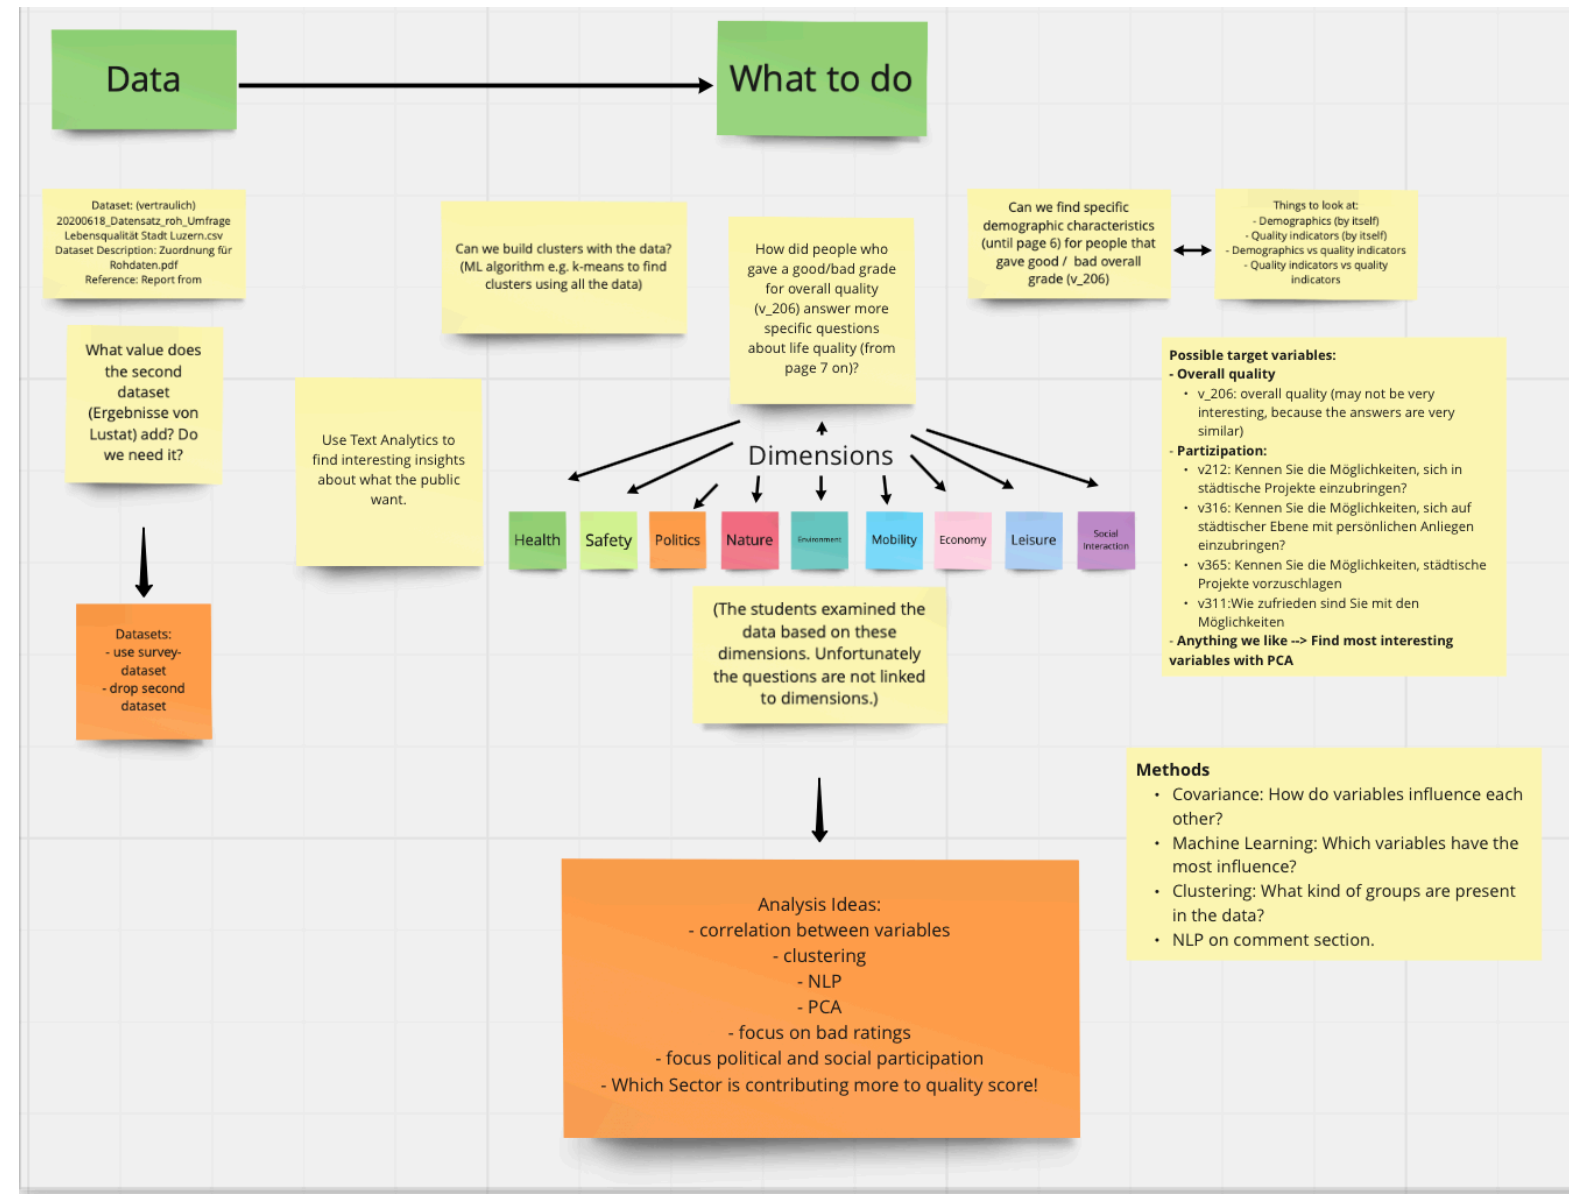 Data
What to do
Dataset: (vertraulich)
20200618_Datensatz_roh_Umfrage
Lebensqualität Stadt Luzern.csv
Dataset Description: Zuordnung für
Rohdaten.pdf
Reference: Report from
What value does
the second
dataset
(Ergebnisse von
Lustat) add? Do
we need it?
Datasets:
- use survey-
dataset
- drop second
dataset
Use Text Analytics to
find interesting insights
about what the public
want.
Can we build clusters with the data?
(ML algorithm e.g. k-means to find
clusters using all the data)
How did people who
gave a good/bad grade
for overall quality
(v_206) answer more
specific questions
about life quality (from
page 7 on)?
Can we find specific
demographic characteristics
(until page 6) for people that
gave good / bad overall
grade (v_206)
Things to look at:
- Demographics (by itself)
- Quality indicators (by itself)
- Demographics vs quality indicators
- Quality indicators vs quality
indicators
Dimensions
Health
Safety
Politics
Nature
Environment
Mobility
Economy
Leisure
Social
Interaction
(The students examined the
data based on these
dimensions. Unfortunately
the questions are not linked
to dimensions.)
Possible target variables:
- Overall quality
• v_206: overall quality (may not be very
interesting, because the answers are very
similar)
- Partizipation:
• v212: Kennen Sie die Möglichkeiten, sich in
städtische Projekte einzubringen?
• v316: Kennen Sie die Möglichkeiten, sich auf
städtischer Ebene mit persönlichen Anliegen
einzubringen?
• v365: Kennen Sie die Möglichkeiten, städtische
Projekte vorzuschlagen
• v311:Wie zufrieden sind Sie mit den
Möglichkeiten
- Anything we like --> Find most interesting
variables with PCA
Methods
• Covariance: How do variables influence each
other?
• Machine Learning: Which variables have the
most influence?
• Clustering: What kind of groups are present
in the data?
• NLP on comment section.
Analysis Ideas:
- correlation between variables
- clustering
- NLP
- PCA
- focus on bad ratings
- focus political and social participation
- Which Sector is contributing more to quality score!